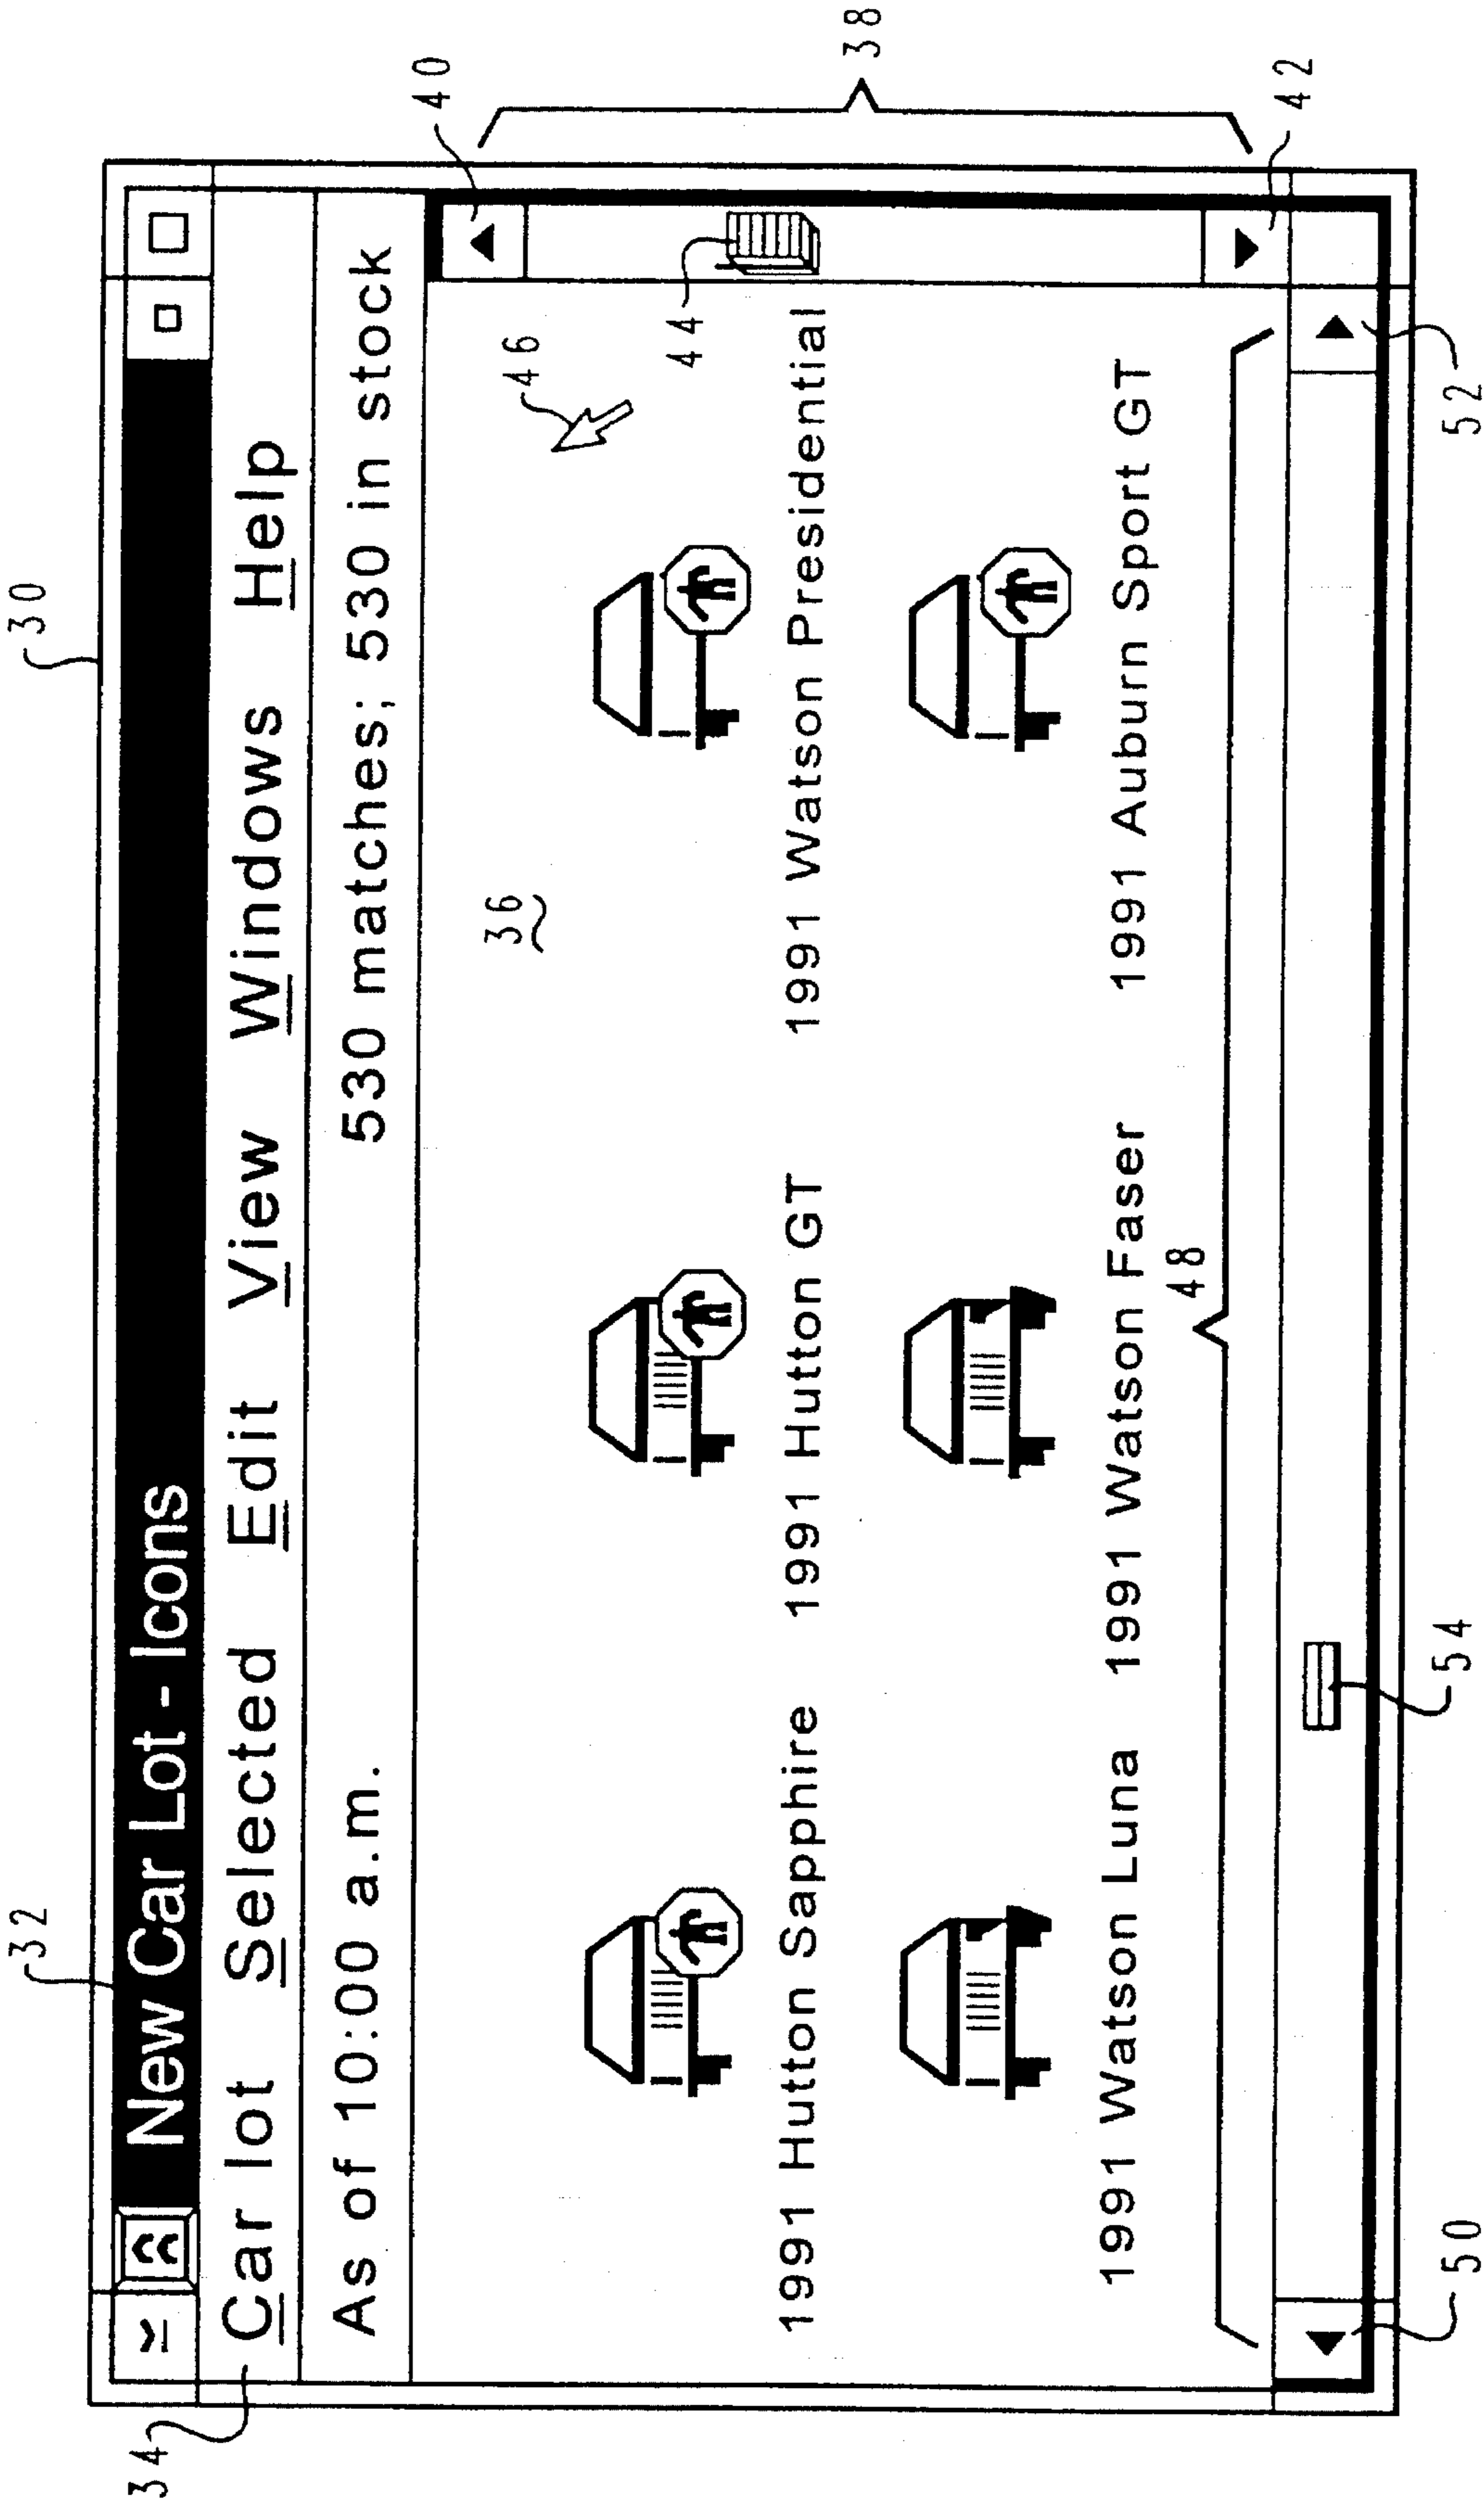 30
32
New Car Lot - Icons
34
Car lot Selected Edit View Windows Help
As of 10:00 a.m. 530 matches; 530 in stock
40
36
46
44
38
1991 Hutton Sapphire 1991 Hutton GT 1991 Watson Presidential
1991 Watson Luna 1991 Watson Faser 1991 Auburn Sport GT
48
42
50
54
52